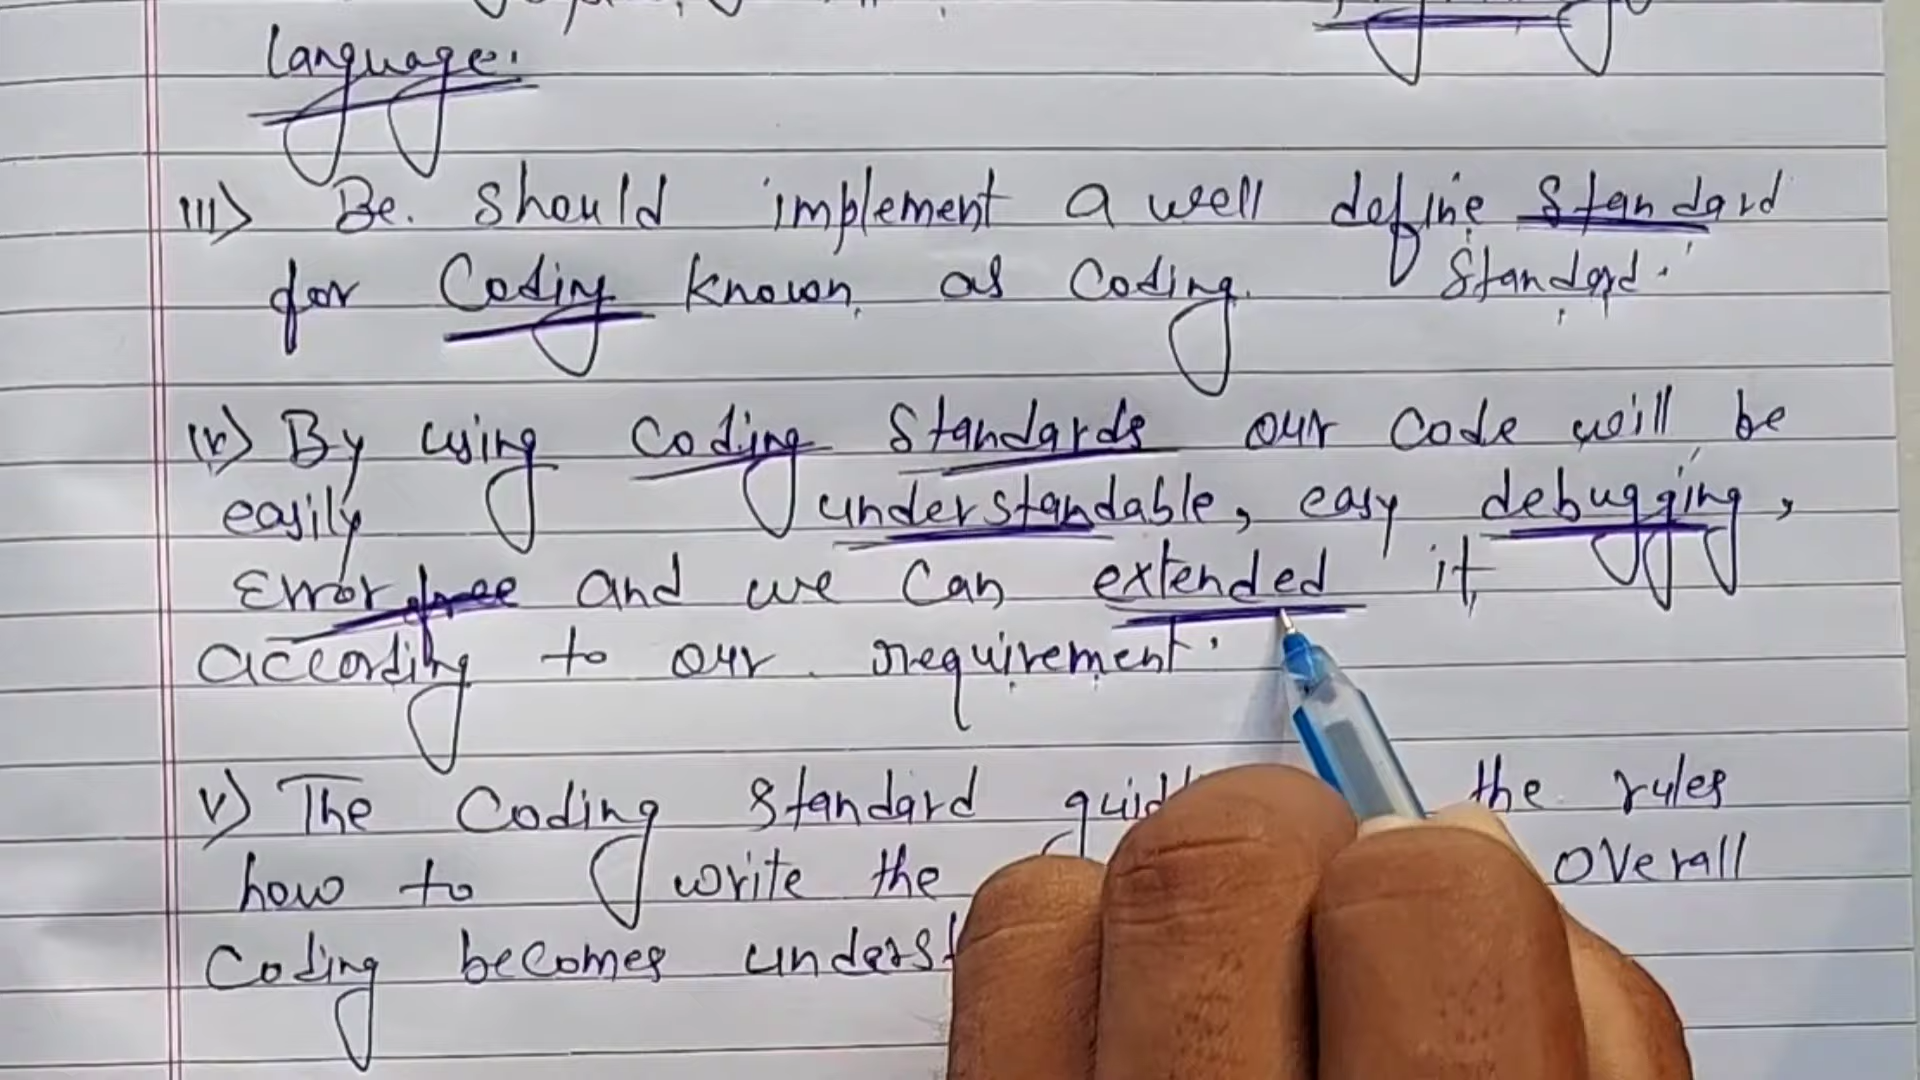 language.
III) Be. should implement a well define Standard
for Coding known as Coding. Standard.
IV) By using Coding Standards our Code will be
easily understandable, easy debugging,
Error free and we can extended it
according to our requirement.
V) The Coding Standard the rules
how to write the overall
Coding becomes